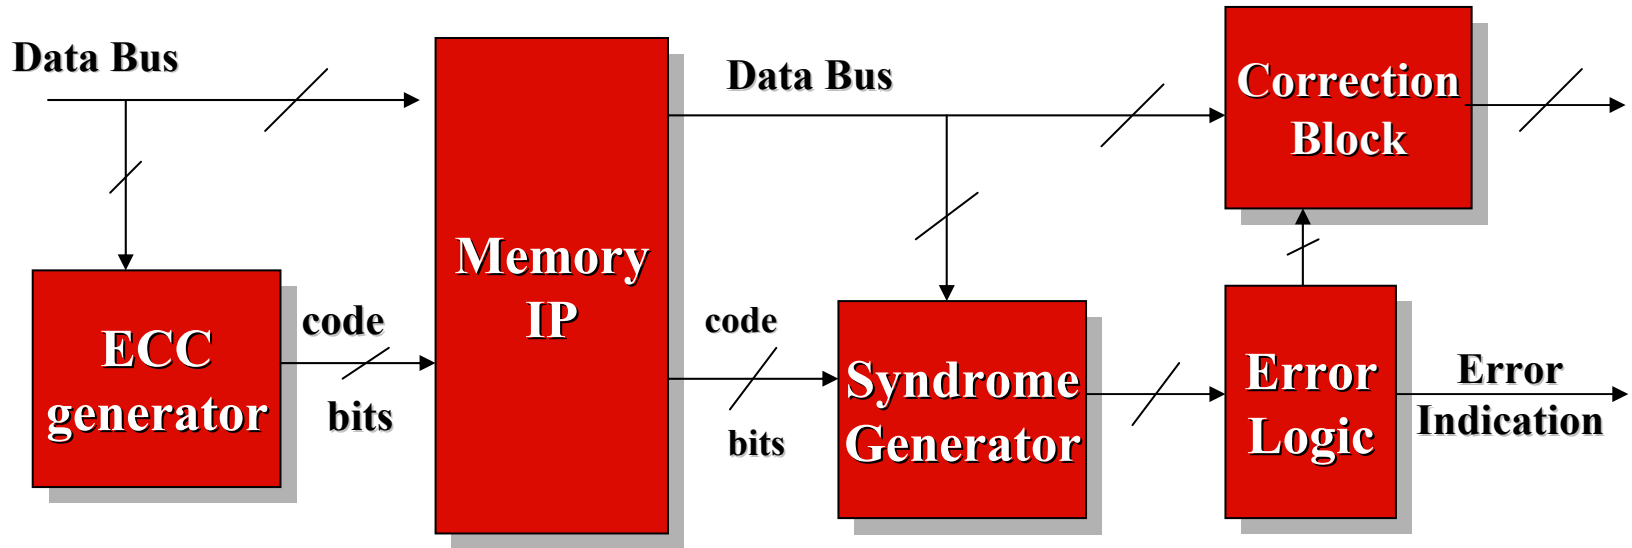 Data Bus
ECC
generator
code
bits
Memory
IP
Data Bus
code
bits
Syndrome
Generator
Correction
Block
Error
Logic
Error
Indication